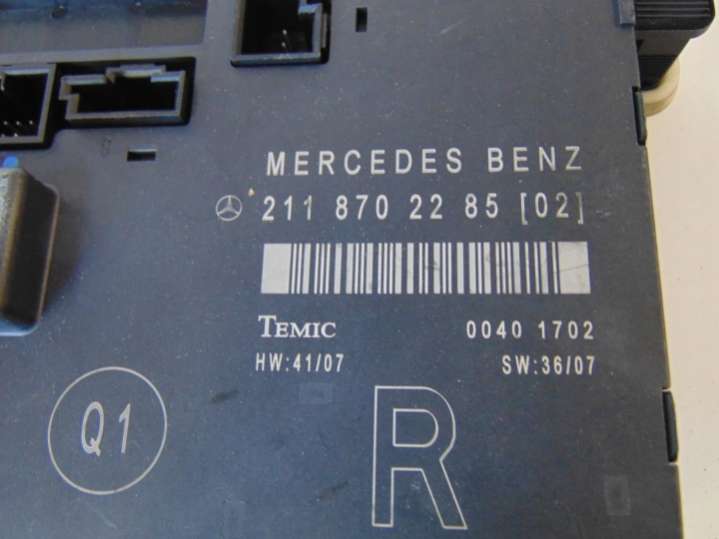 MERCEDES BENZ
211 870 22 85 [02]
TEMIC 0040 1702
HW:41/07 SW:36/07
Q1
R